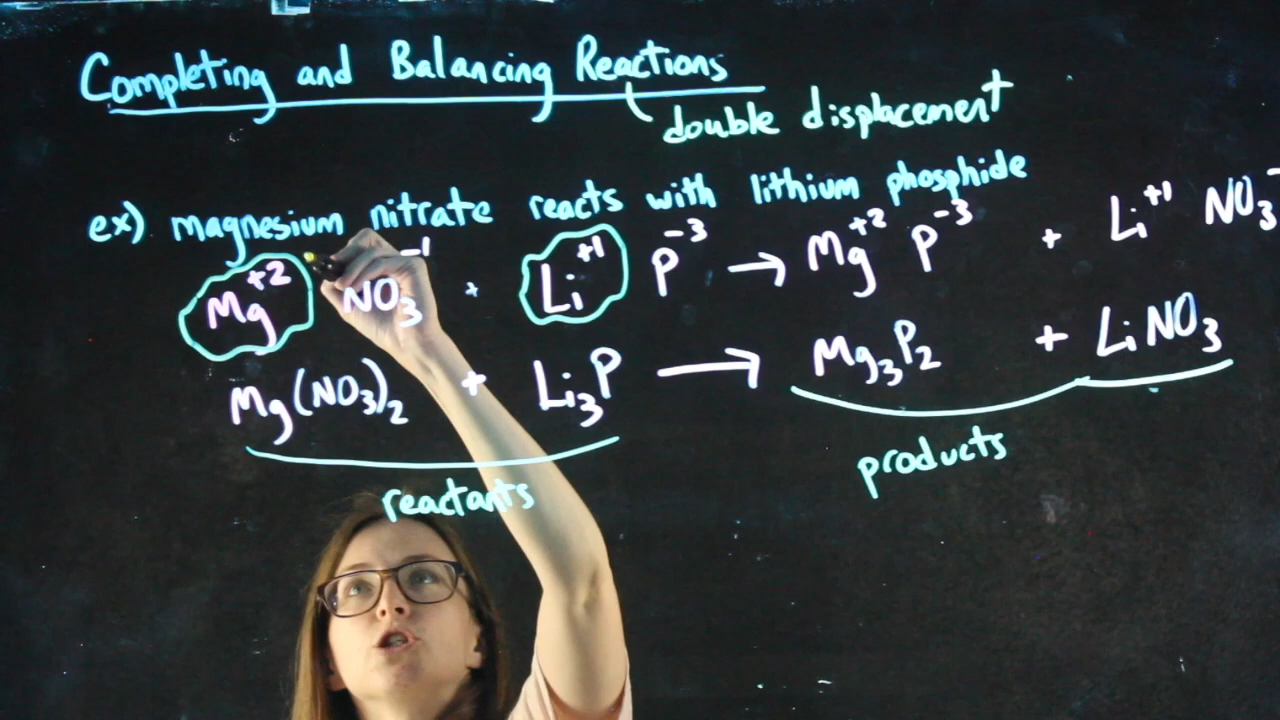 Completing and Balancing Reactions
double displacement
ex) magnesium nitrate reacts with lithium phosphide
Mg⁺² NO₃⁻¹ + Li⁺¹ P⁻³ → Mg⁺² P⁻³ + Li⁺¹ NO₃⁻
Mg(NO₃)₂ + Li₃P → Mg₃P₂ + LiNO₃
reactants products